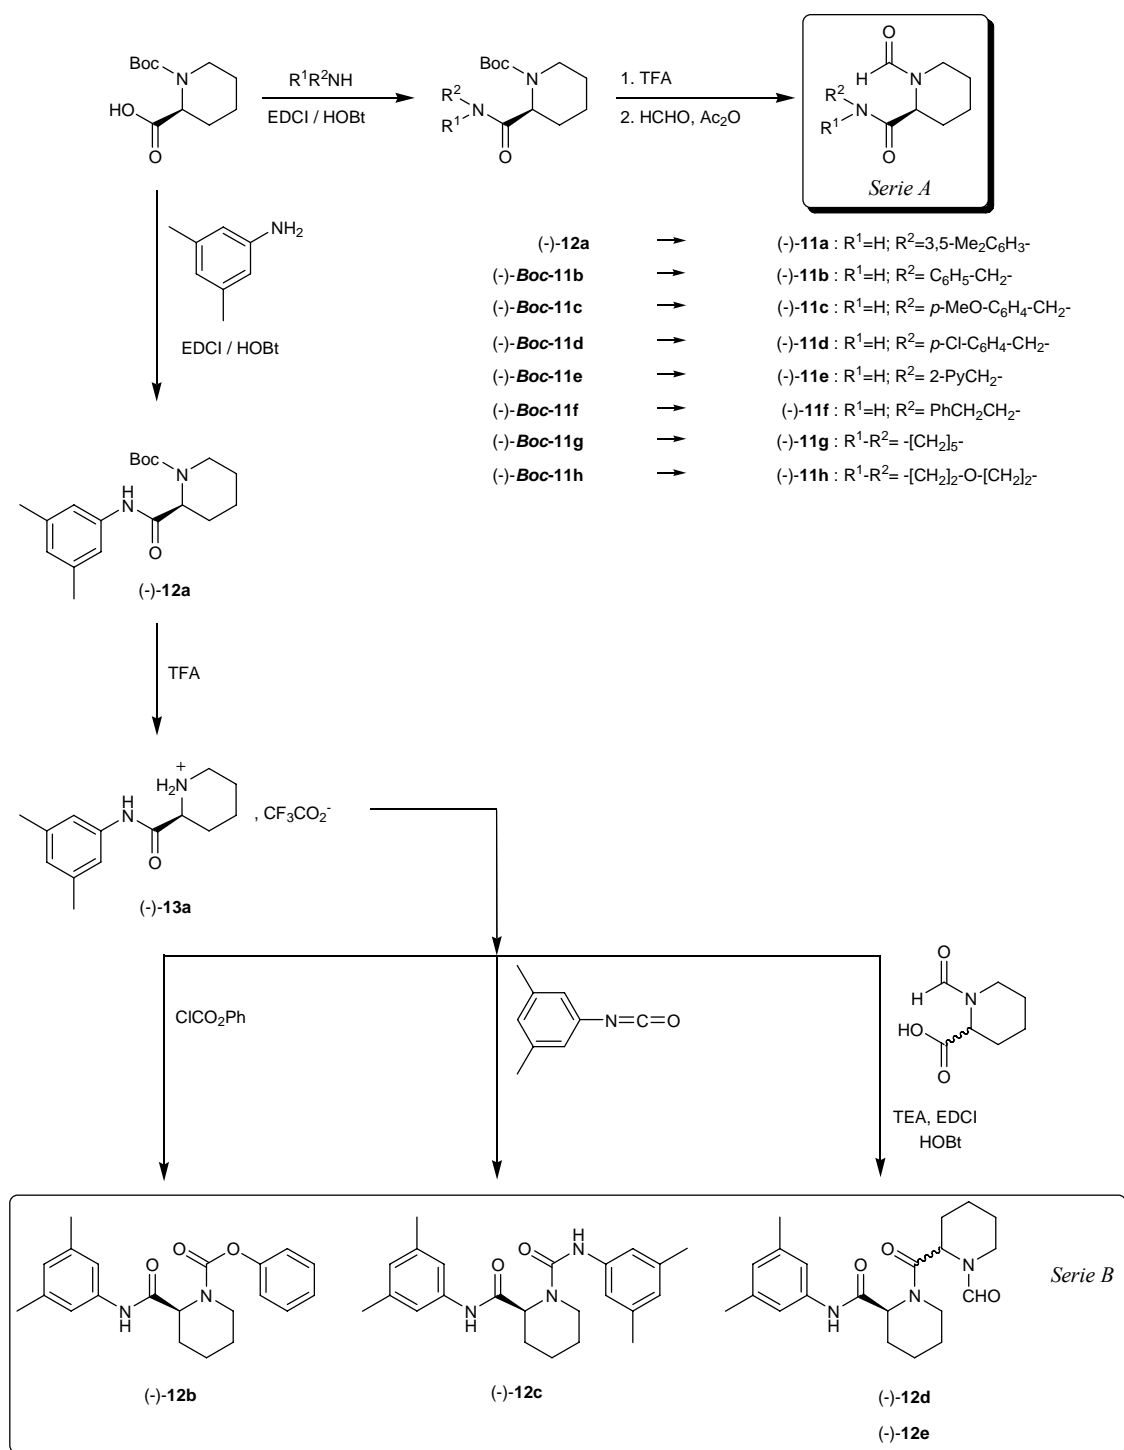 Boc
N
HO
O
R¹R²NH
EDCI / HOBt
Boc
N
R²
N
R¹
O
1. TFA
2. HCHO, Ac₂O
O
H
N
R²
N
R¹
O
Serie A
NH₂
EDCI / HOBt
(-)-12a → (-)-11a : R¹=H; R²=3,5-Me₂C₆H₃-
(-)-Boc-11b → (-)-11b : R¹=H; R²= C₆H₅-CH₂-
(-)-Boc-11c → (-)-11c : R¹=H; R²= p-MeO-C₆H₄-CH₂-
(-)-Boc-11d → (-)-11d : R¹=H; R²= p-Cl-C₆H₄-CH₂-
(-)-Boc-11e → (-)-11e : R¹=H; R²= 2-PyCH₂-
(-)-Boc-11f → (-)-11f : R¹=H; R²= PhCH₂CH₂-
(-)-Boc-11g → (-)-11g : R¹-R²= -[CH₂]₅-
(-)-Boc-11h → (-)-11h : R¹-R²= -[CH₂]₂-O-[CH₂]₂-
Boc
N
H
N
O
(-)-12a
TFA
+
H₂N
H
N
O
, CF₃CO₂⁻
(-)-13a
ClCO₂Ph
N=C=O
O
H
N
HO
O
TEA, EDCI
HOBt
O
O
O
N
N
H
(-)-12b
O
O
H
N
N
N
H
(-)-12c
O
O
N
CHO
N
N
H
(-)-12d
(-)-12e
Serie B